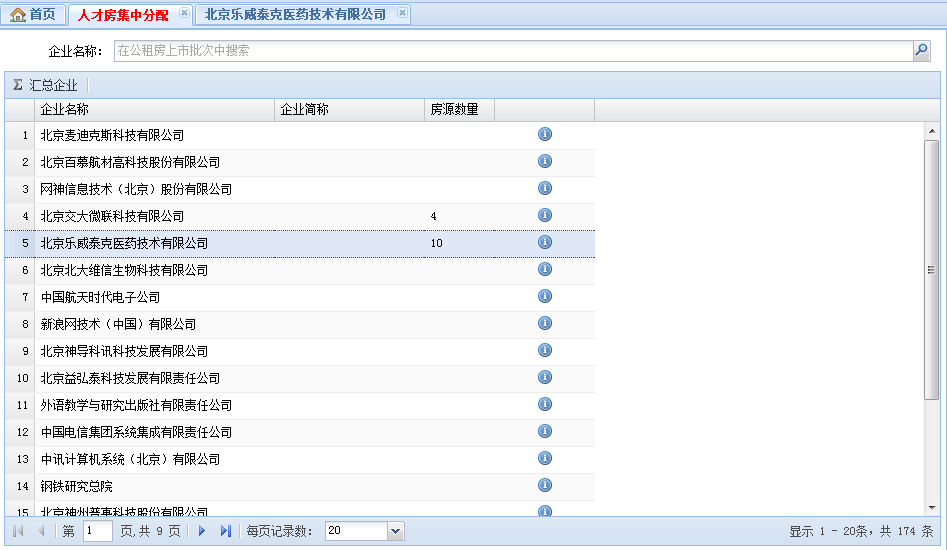 首页 人才房集中分配 北京乐威泰克医药技术有限公司
企业名称： 在公租房上市批次中搜索
Σ 汇总企业
企业名称 企业简称 房源数量
1 北京麦迪克斯科技有限公司
2 北京百慕航材高科技股份有限公司
3 网神信息技术（北京）股份有限公司
4 北京交大微联科技有限公司 4
5 北京乐威泰克医药技术有限公司 10
6 北京北大维信生物科技有限公司
7 中国航天时代电子公司
8 新浪网技术（中国）有限公司
9 北京神导科讯科技发展有限公司
10 北京益弘泰科技发展有限责任公司
11 外语教学与研究出版社有限责任公司
12 中国电信集团系统集成有限责任公司
13 中讯计算机系统（北京）有限公司
14 钢铁研究总院
15 北京神州普惠科技股份有限公司
第 1 页,共 9 页 每页记录数： 20 显示 1 - 20条，共 174 条